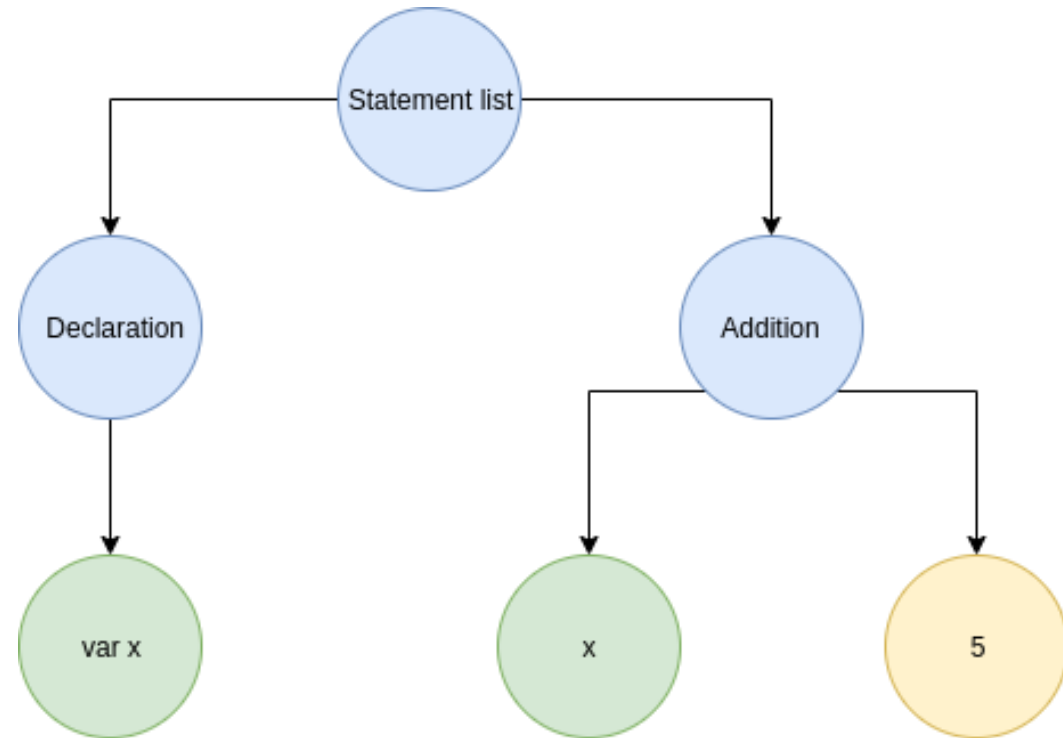 Statement list
Declaration
Addition
var x
x
5